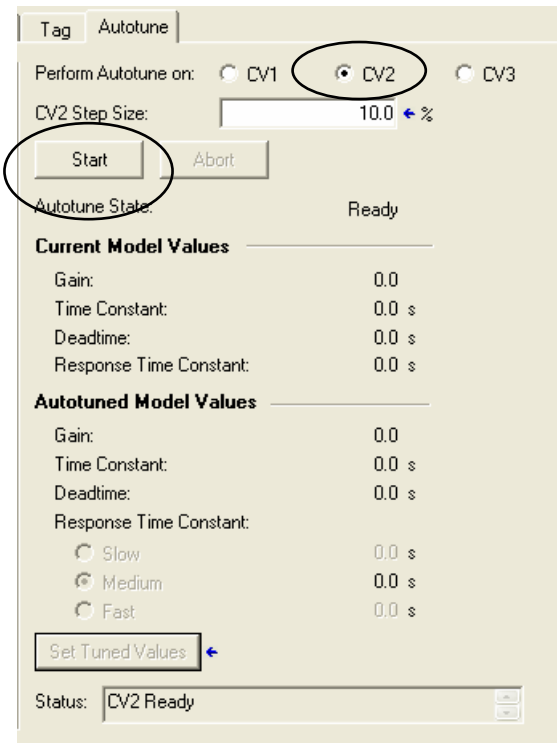 Tag Autotune
Perform Autotune on: CV1 CV2 CV3
CV2 Step Size: 10.0 %
Start Abort
Autotune State: Ready
Current Model Values
Gain: 0.0
Time Constant: 0.0 s
Deadtime: 0.0 s
Response Time Constant: 0.0 s
Autotuned Model Values
Gain: 0.0
Time Constant: 0.0 s
Deadtime: 0.0 s
Response Time Constant:
Slow 0.0 s
Medium 0.0 s
Fast 0.0 s
Set Tuned Values
Status: CV2 Ready